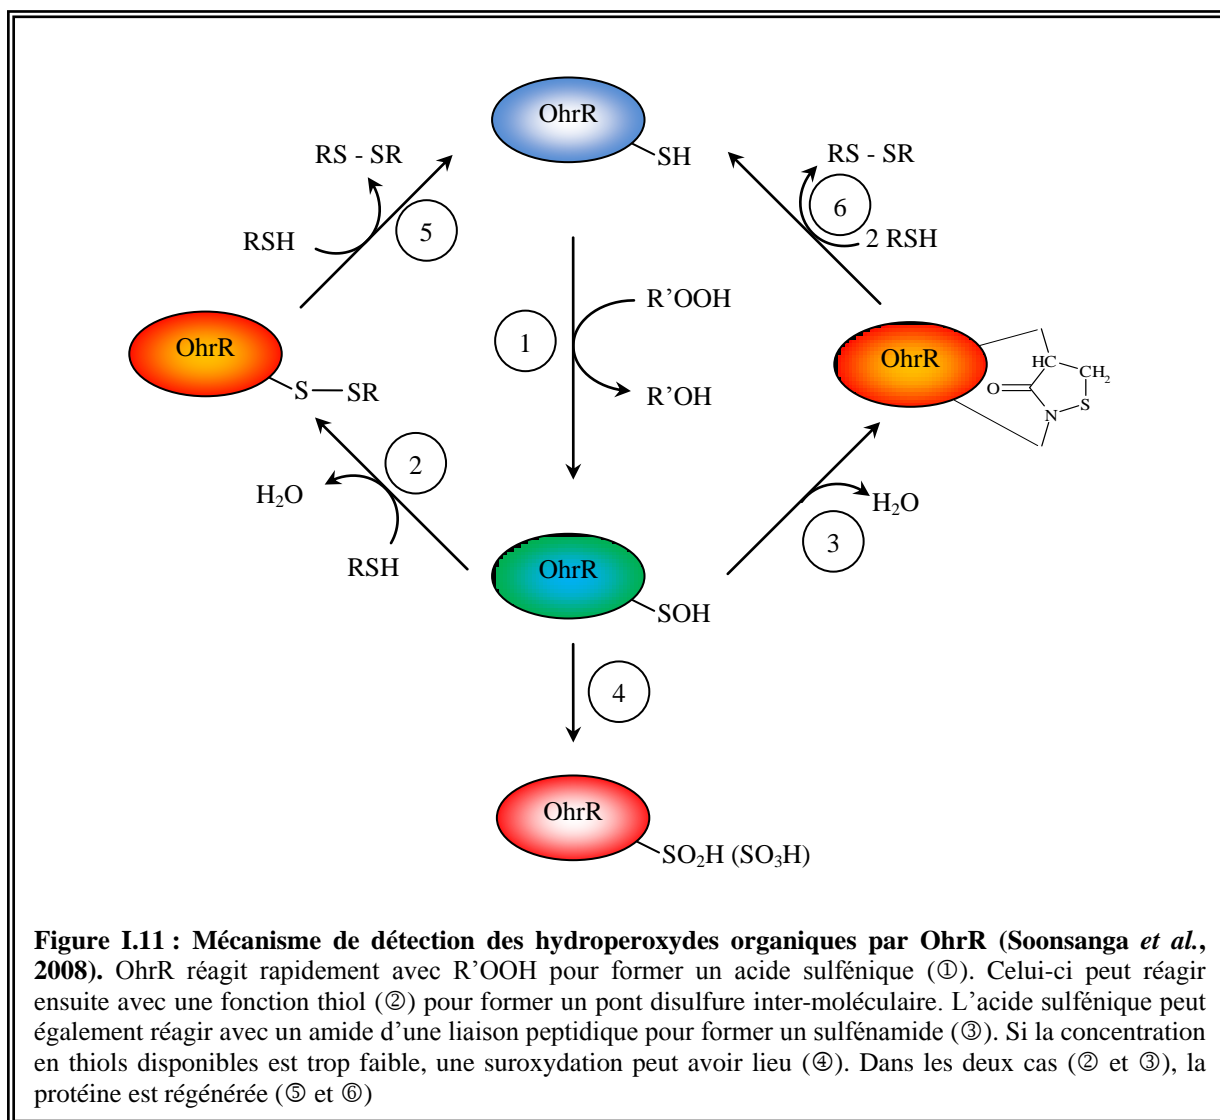 OhrR
SH
RS - SR
RS - SR
6
5
RSH
2 RSH
R'OOH
1
OhrR
OhrR
HC
CH₂
O
S
N
S—SR
R'OH
2
H₂O
H₂O
3
RSH
OhrR
SOH
4
OhrR
SO₂H (SO₃H)
Figure I.11 : Mécanisme de détection des hydroperoxydes organiques par OhrR (Soonsanga et al.,
2008). OhrR réagit rapidement avec R'OOH pour former un acide sulfénique (①). Celui-ci peut réagir
ensuite avec une fonction thiol (②) pour former un pont disulfure inter-moléculaire. L'acide sulfénique peut
également réagir avec un amide d'une liaison peptidique pour former un sulfénamide (③). Si la concentration
en thiols disponibles est trop faible, une suroxydation peut avoir lieu (④). Dans les deux cas (② et ③), la
protéine est régénérée (⑤ et ⑥)